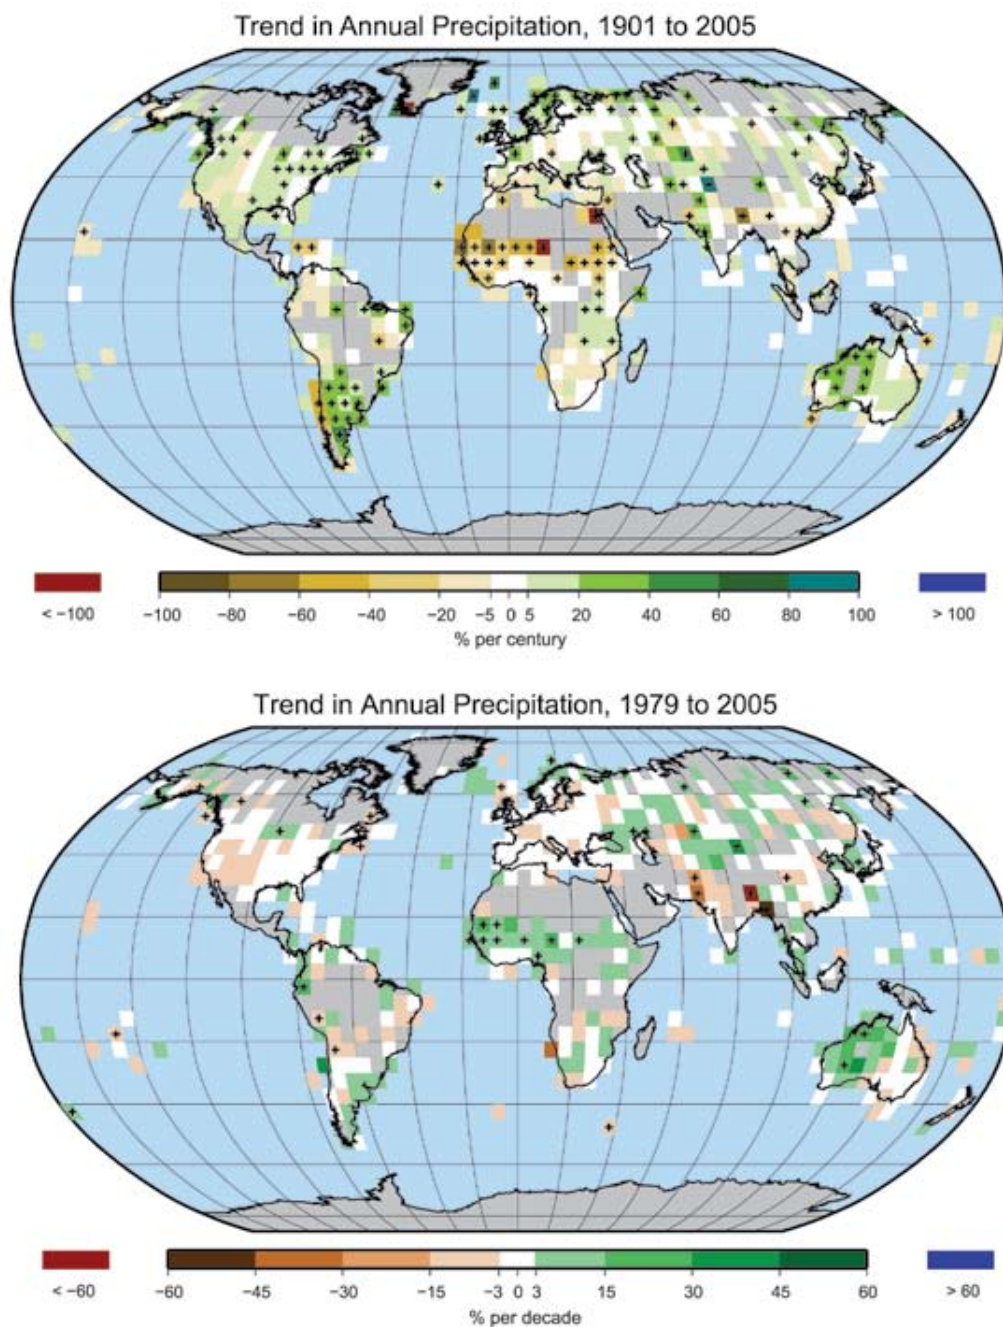 Trend in Annual Precipitation, 1901 to 2005
< −100 −100 −80 −60 −40 −20 −5 0 5 20 40 60 80 100 > 100
% per century
Trend in Annual Precipitation, 1979 to 2005
< −60 −60 −45 −30 −15 −3 0 3 15 30 45 60 > 60
% per decade